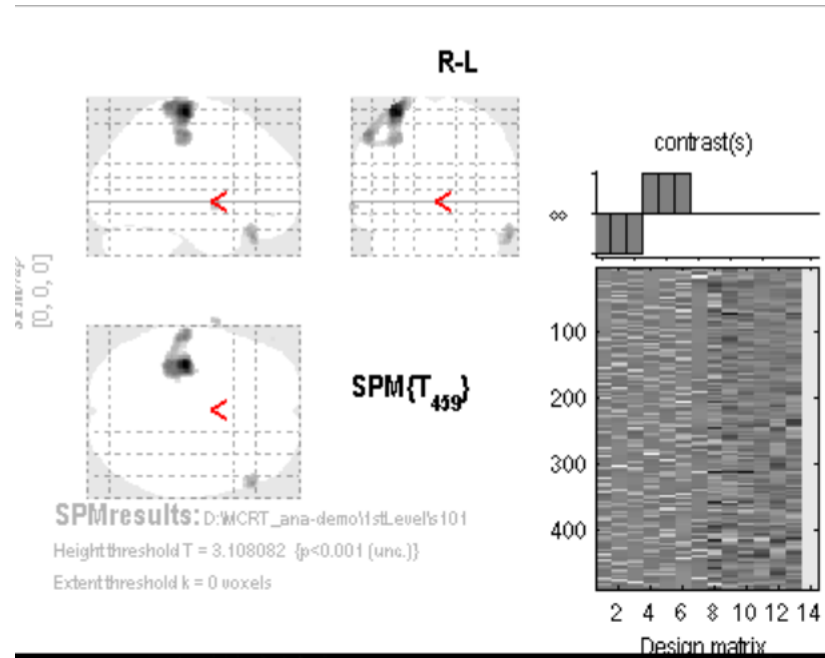 R-L
contrast(s)
[0, 0, 0]
<
<
<
SPM{T459}
SPMresults: D:\MCRT_ana-demo\1stLevel\s101
Height threshold T = 3.108082 {p<0.001 (unc.)}
Extent threshold k = 0 voxels
100
200
300
400
2 4 6 8 10 12 14
Design matrix